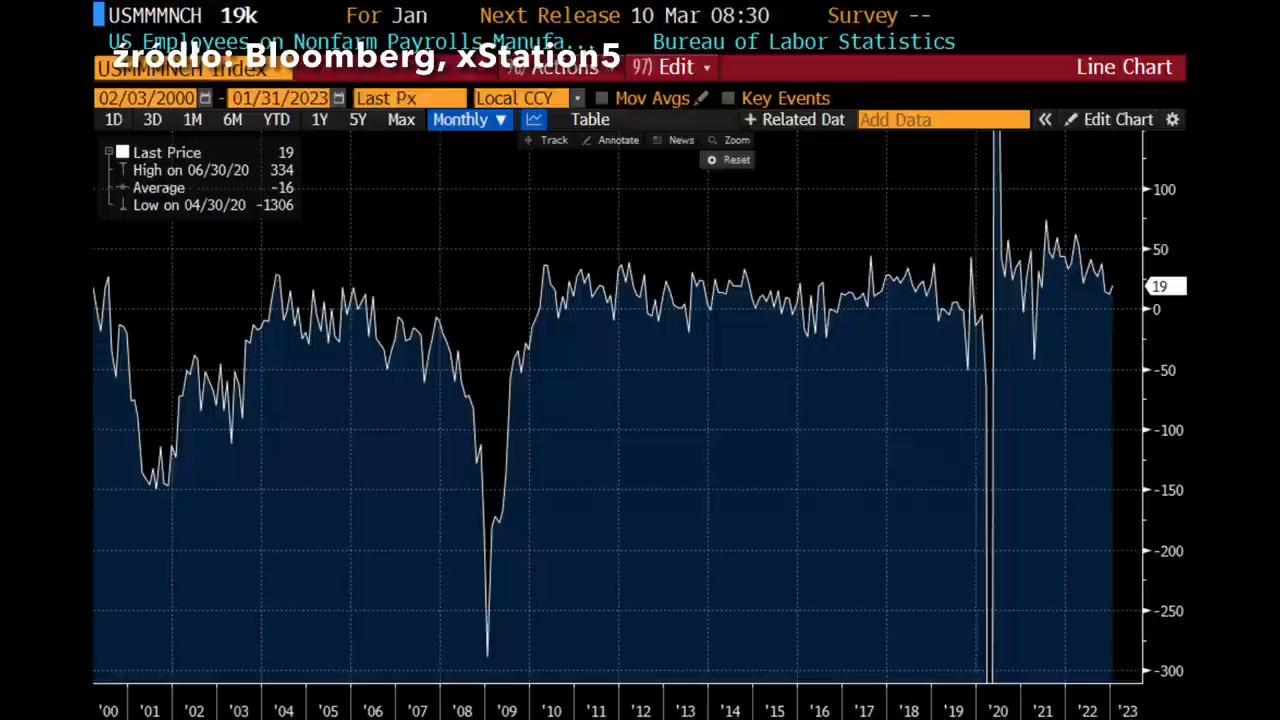 USMMMNCH 19k For Jan Next Release 10 Mar 08:30 Survey --
US Employees on Nonfarm Payrolls Manufa... Bureau of Labor Statistics
źródło: Bloomberg, xStation5
USMMMNCH Index Actions 97) Edit Line Chart
02/03/2000 - 01/31/2023 Last Px Local CCY Mov Avgs Key Events
1D 3D 1M 6M YTD 1Y 5Y Max Monthly ▼ Table + Related Dat Add Data « Edit Chart
Track Annotate News Zoom
Reset
Last Price 19
High on 06/30/20 334
Average -16
Low on 04/30/20 -1306
100
50
19
0
-50
-100
-150
-200
-250
-300
'00 '01 '02 '03 '04 '05 '06 '07 '08 '09 '10 '11 '12 '13 '14 '15 '16 '17 '18 '19 '20 '21 '22 '23